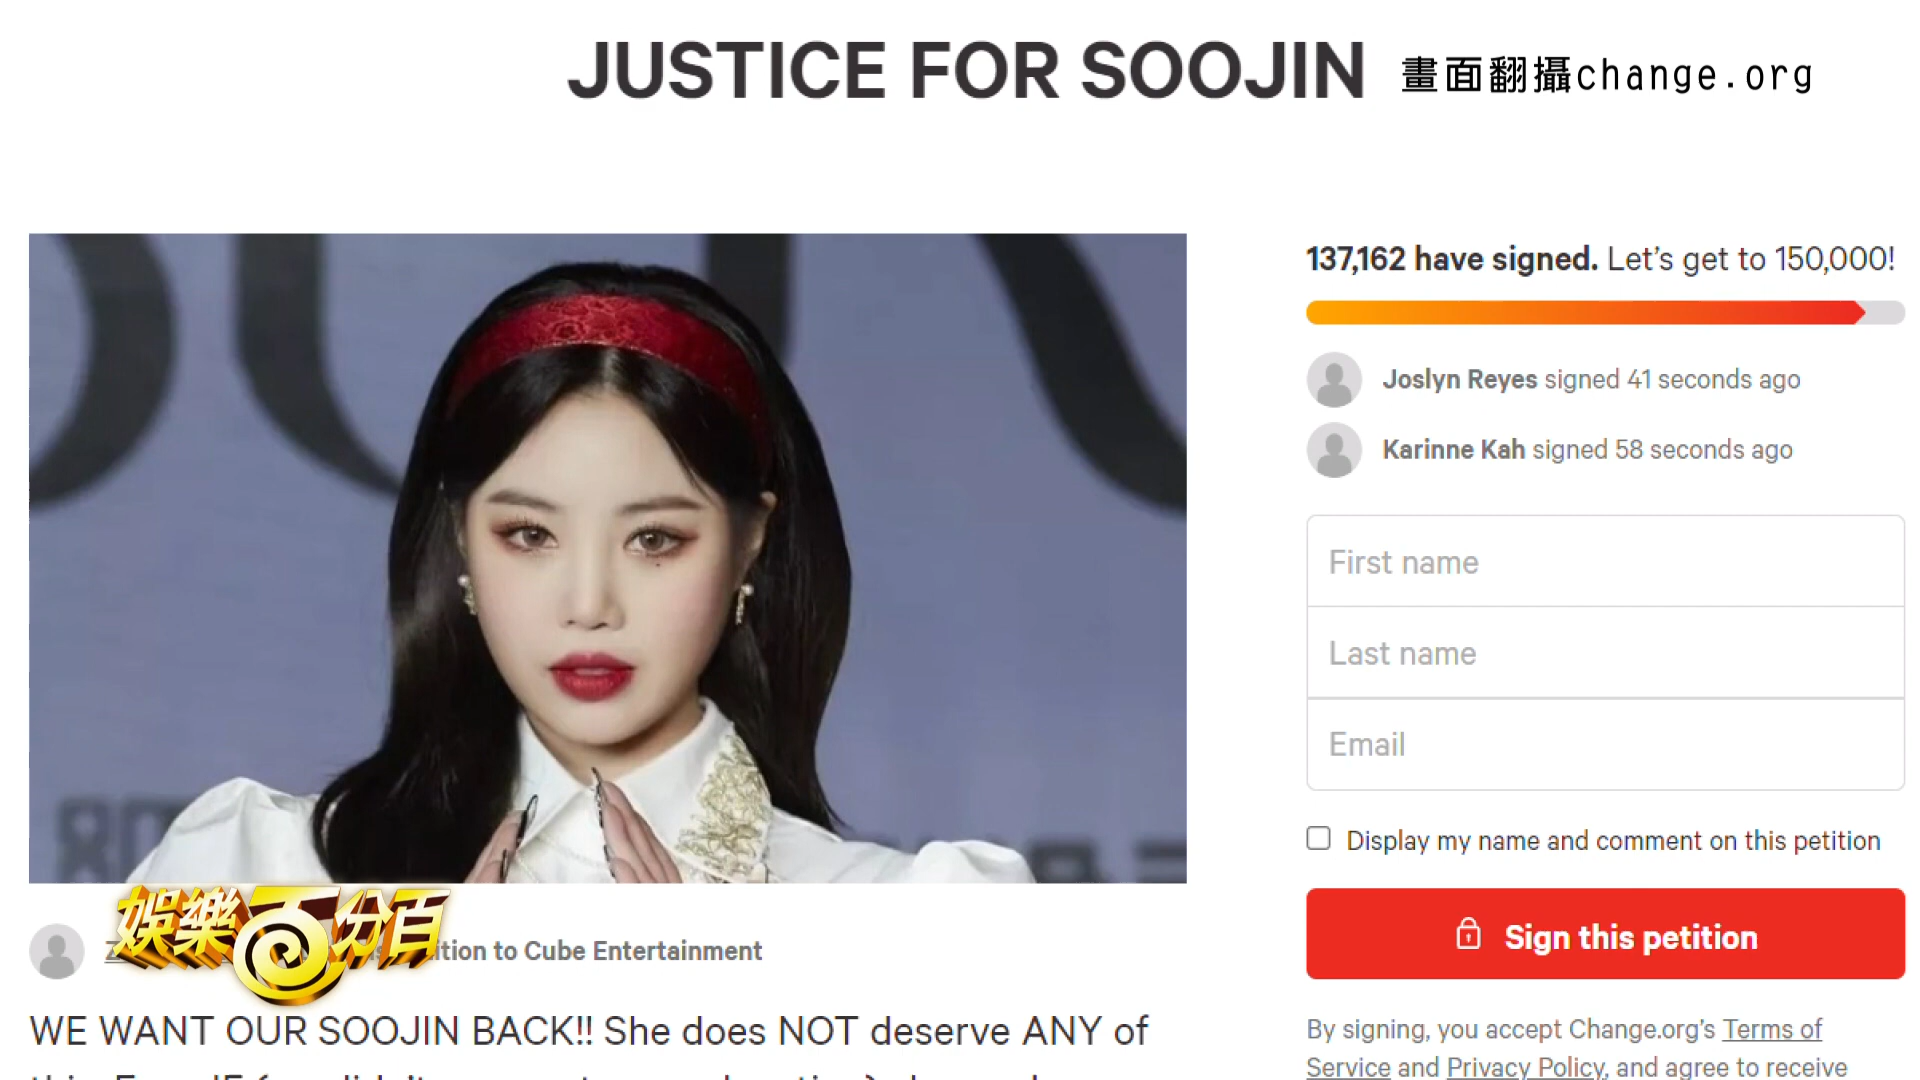 JUSTICE FOR SOOJIN
畫面翻攝change.org
137,162 have signed. Let’s get to 150,000!
Joslyn Reyes signed 41 seconds ago
Karinne Kah signed 58 seconds ago
First name
Last name
Email
Display my name and comment on this petition
Sign this petition
By signing, you accept Change.org’s Terms of
Service and Privacy Policy, and agree to receive
娛樂百分百
ition to Cube Entertainment
WE WANT OUR SOOJIN BACK!! She does NOT deserve ANY of